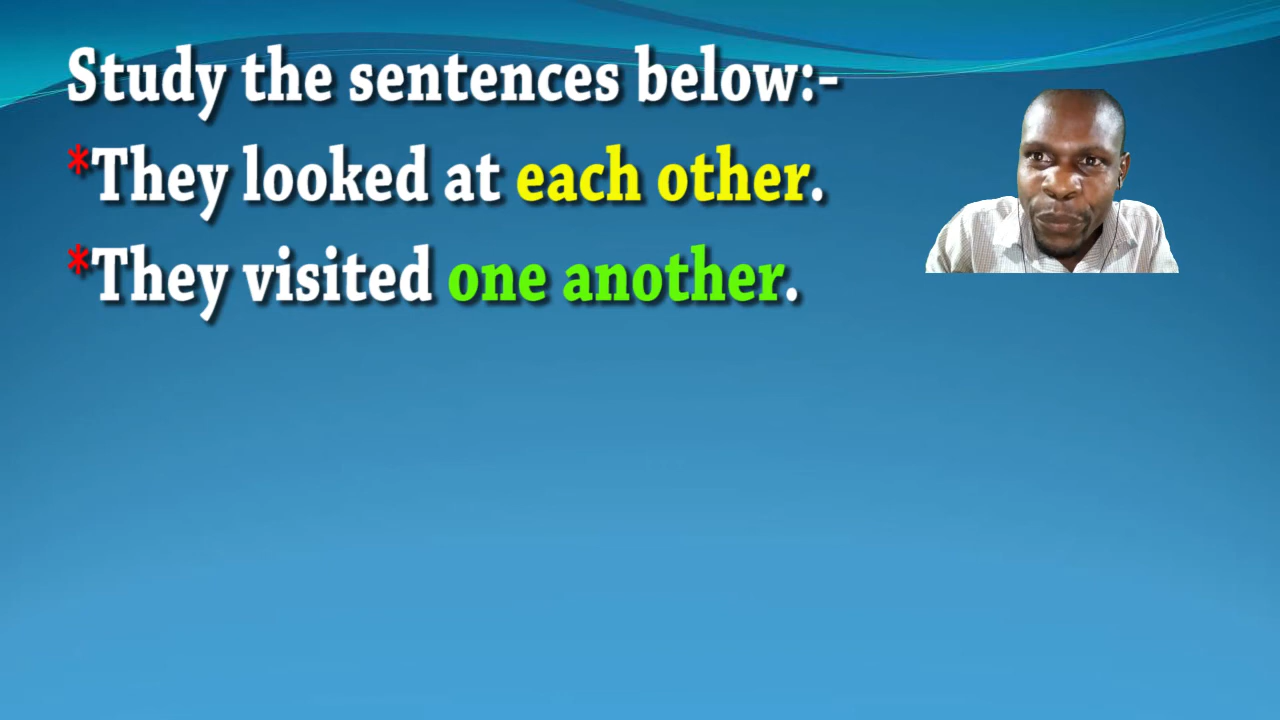 Study the sentences below:-
*They looked at each other.
*They visited one another.